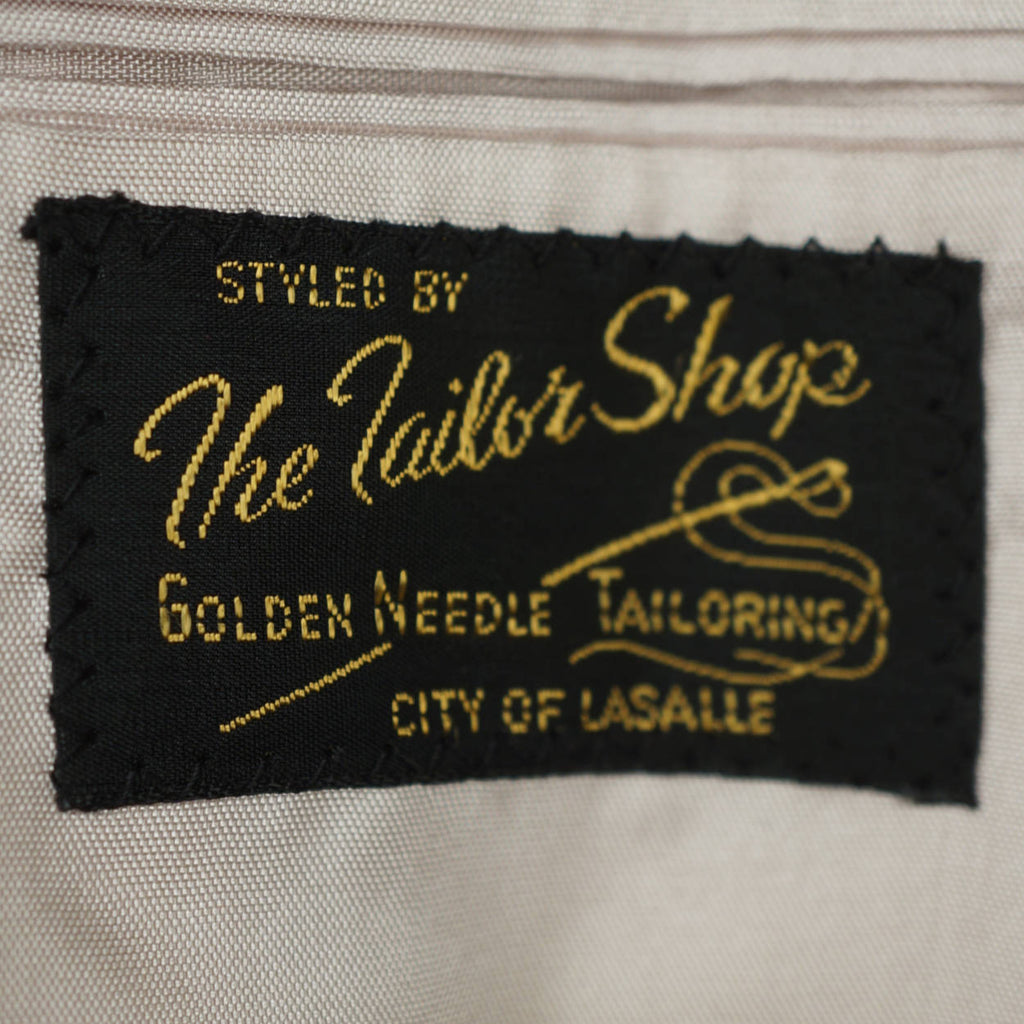 STYLED BY
The Tailor Shop
GOLDEN NEEDLE TAILORING
CITY OF LASALLE